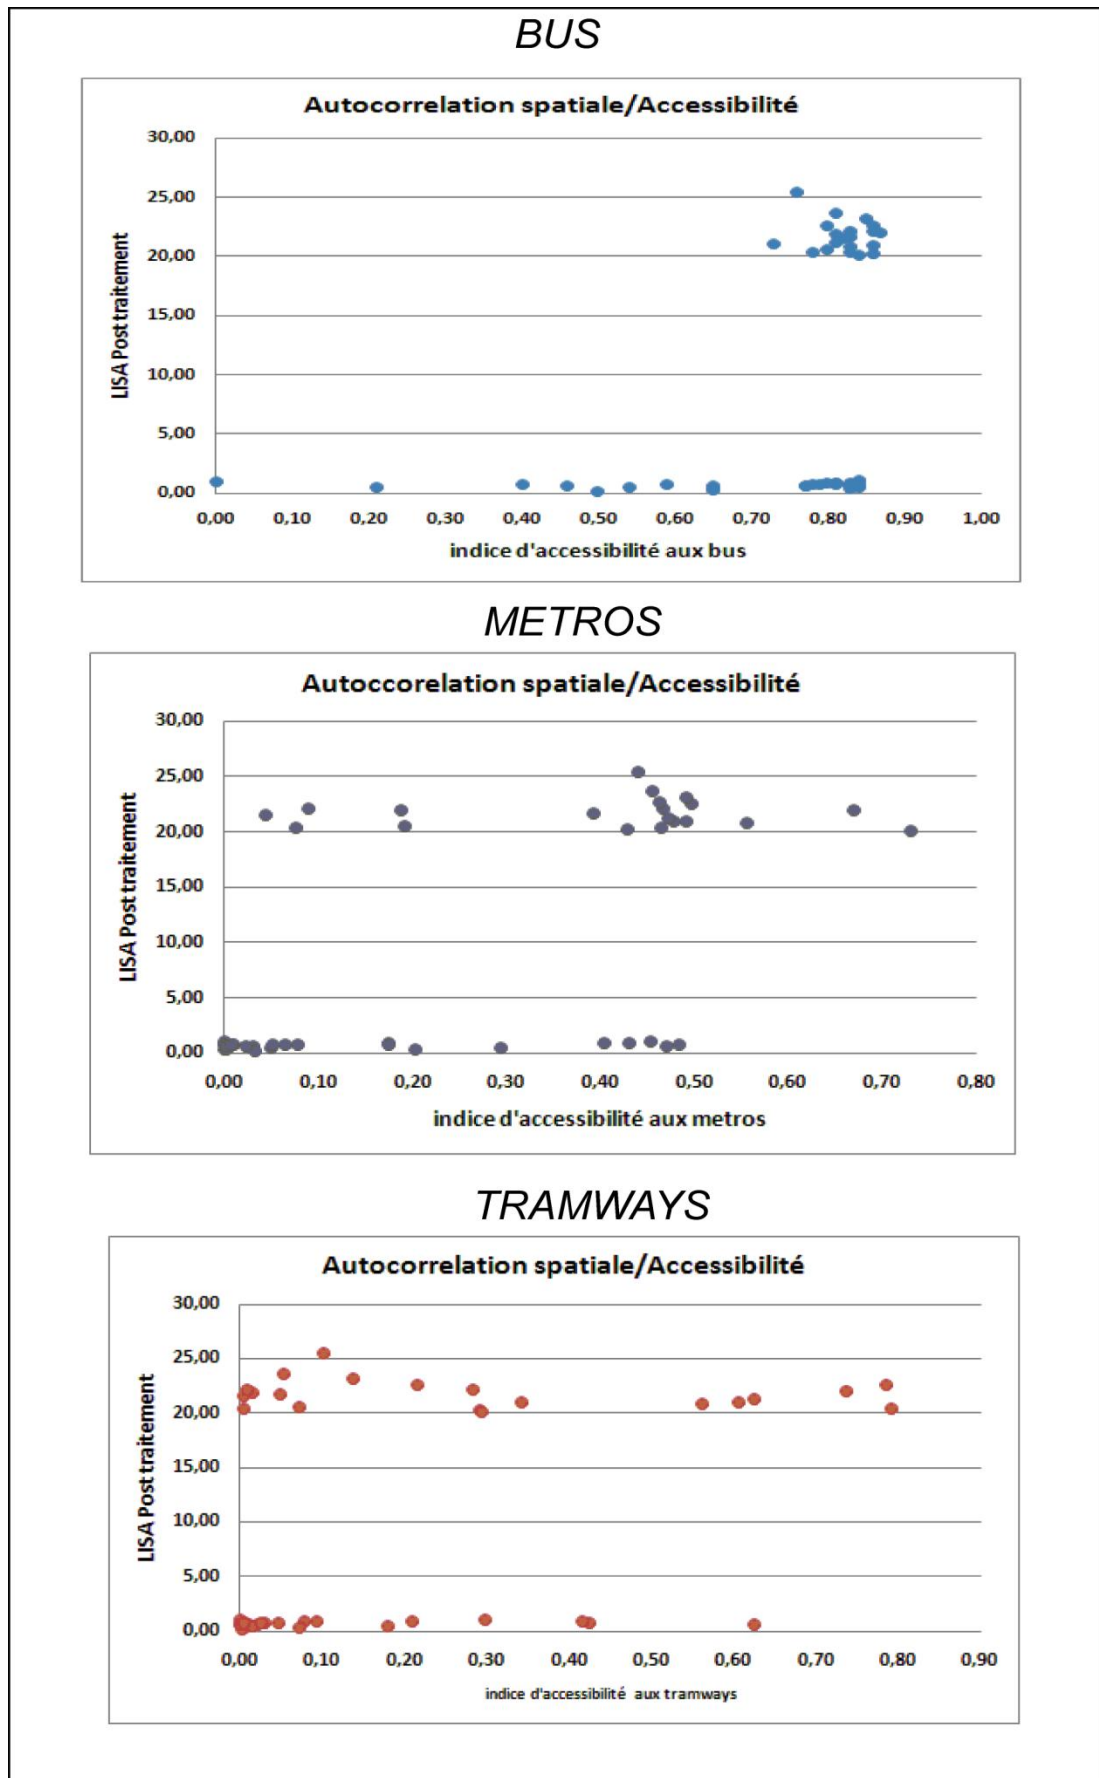 BUS
Autocorrelation spatiale/Accessibilité
30,00
25,00
20,00
15,00
10,00
5,00
0,00
LISA Post traitement
0,00 0,10 0,20 0,30 0,40 0,50 0,60 0,70 0,80 0,90 1,00
indice d'accessibilité aux bus
METROS
Autoccorelation spatiale/Accessibilité
30,00
25,00
20,00
15,00
10,00
5,00
0,00
LISA Post traitement
0,00 0,10 0,20 0,30 0,40 0,50 0,60 0,70 0,80
indice d'accessibilité aux metros
TRAMWAYS
Autocorrelation spatiale/Accessibilité
30,00
25,00
20,00
15,00
10,00
5,00
0,00
LISA Post traitement
0,00 0,10 0,20 0,30 0,40 0,50 0,60 0,70 0,80 0,90
indice d'accessibilité aux tramways